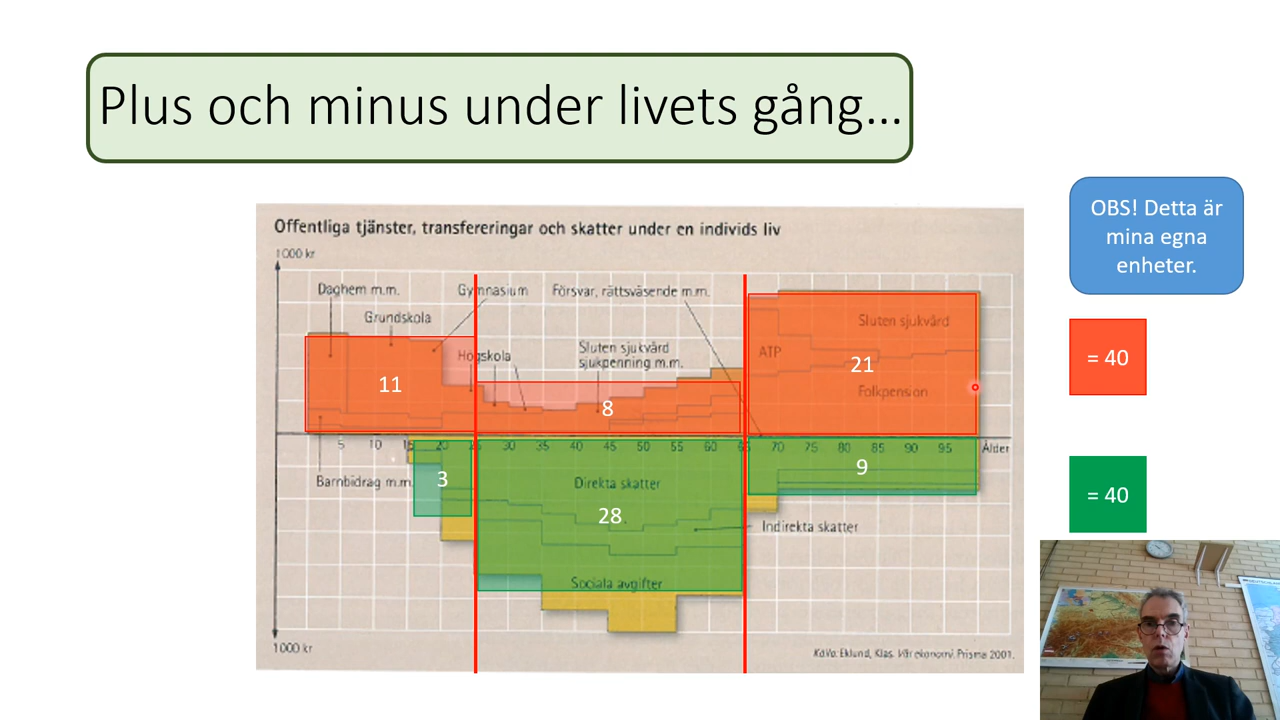 Plus och minus under livets gång...
Offentliga tjänster, transfereringar och skatter under en individs liv
1000 kr
Daghem m.m.
Gymnasium
Försvar, rättsväsende m.m.
Grundskola
Högskola
Sluten sjukvård
sjukpenning m.m.
ATP
Sluten sjukvård
Folkpension
11
8
21
5 10 15 20 25 30 35 40 45 50 55 60 65 70 75 80 85 90 95 Ålder
Barnbidrag m.m.
3
Direkta skatter
28
9
Indirekta skatter
Sociala avgifter
1000 kr
Källa: Eklund, Klas. Vår ekonomi, Prisma 2001.
OBS! Detta är
mina egna
enheter.
= 40
= 40